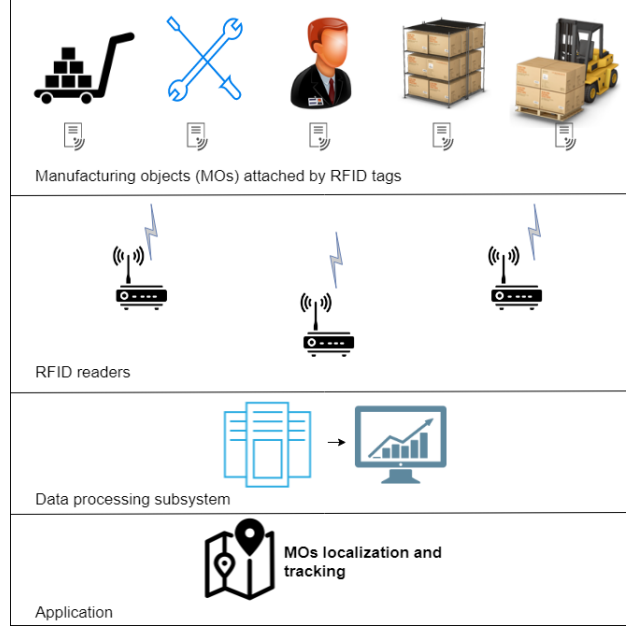 Manufacturing objects (MOs) attached by RFID tags
RFID readers
Data processing subsystem
MOs localization and
tracking
Application